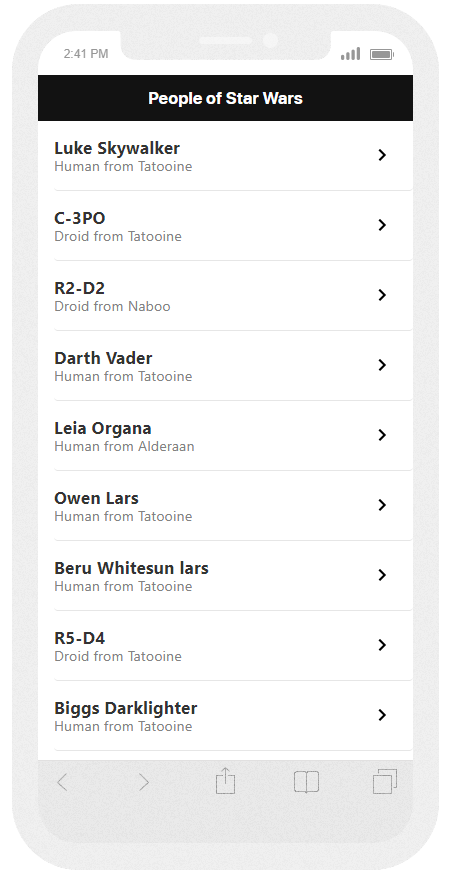 2:41 PM
People of Star Wars
Luke Skywalker
Human from Tatooine
C-3PO
Droid from Tatooine
R2-D2
Droid from Naboo
Darth Vader
Human from Tatooine
Leia Organa
Human from Alderaan
Owen Lars
Human from Tatooine
Beru Whitesun lars
Human from Tatooine
R5-D4
Droid from Tatooine
Biggs Darklighter
Human from Tatooine